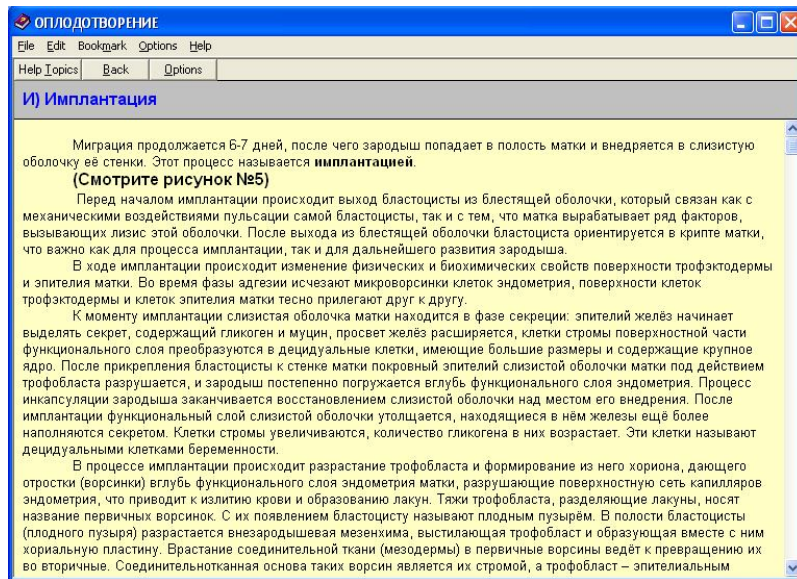 ОПЛОДОТВОРЕНИЕ
File Edit Bookmark Options Help
Help Topics Back Options
И) Имплантация
Миграция продолжается 6-7 дней, после чего зародыш попадает в полость матки и внедряется в слизистую
оболочку её стенки. Этот процесс называется имплантацией.
(Смотрите рисунок №5)
Перед началом имплантации происходит выход бластоцисты из блестящей оболочки, который связан как с
механическими воздействиями пульсации самой бластоцисты, так и с тем, что матка вырабатывает ряд факторов,
вызывающих лизис этой оболочки. После выхода из блестящей оболочки бластоциста ориентируется в крипте матки,
что важно как для процесса имплантации, так и для дальнейшего развития зародыша.
В ходе имплантации происходит изменение физических и биохимических свойств поверхности трофэктодермы
и эпителия матки. Во время фазы адгезии исчезают микроворсинки клеток эндометрия, поверхности клеток
трофэктодермы и клеток эпителия матки тесно прилегают друг к другу.
К моменту имплантации слизистая оболочка матки находится в фазе секреции: эпителий желёз начинает
выделять секрет, содержащий гликоген и муцин, просвет желёз расширяется, клетки стромы поверхностной части
функционального слоя преобразуются в децидуальные клетки, имеющие большие размеры и содержащие крупное
ядро. После прикрепления бластоцисты к стенке матки покровный эпителий слизистой оболочки матки под действием
трофобласта разрушается, и зародыш постепенно погружается вглубь функционального слоя эндометрия. Процесс
инкапсуляции зародыша заканчивается восстановлением слизистой оболочки над местом его внедрения. После
имплантации функциональный слой слизистой оболочки утолщается, находящиеся в нём железы ещё более
наполняются секретом. Клетки стромы увеличиваются, количество гликогена в них возрастает. Эти клетки называют
децидуальными клетками беременности.
В процессе имплантации происходит разрастание трофобласта и формирование из него хориона, дающего
отростки (ворсинки) вглубь функционального слоя эндометрия матки, разрушающие поверхностную сеть капилляров
эндометрия, что приводит к излитию крови и образованию лакун. Тяжи трофобласта, разделяющие лакуны, носят
название первичных ворсинок. С их появлением бластоцисту называют плодным пузырём. В полости бластоцисты
(плодного пузыря) разрастается внезародышевая мезенхима, выстилающая трофобласт и образующая вместе с ним
хориальную пластину. Врастание соединительной ткани (мезодермы) в первичные ворсины ведёт к превращению их
во вторичные. Соединительнотканная основа таких ворсин является их стромой, а трофобласт – эпителиальным